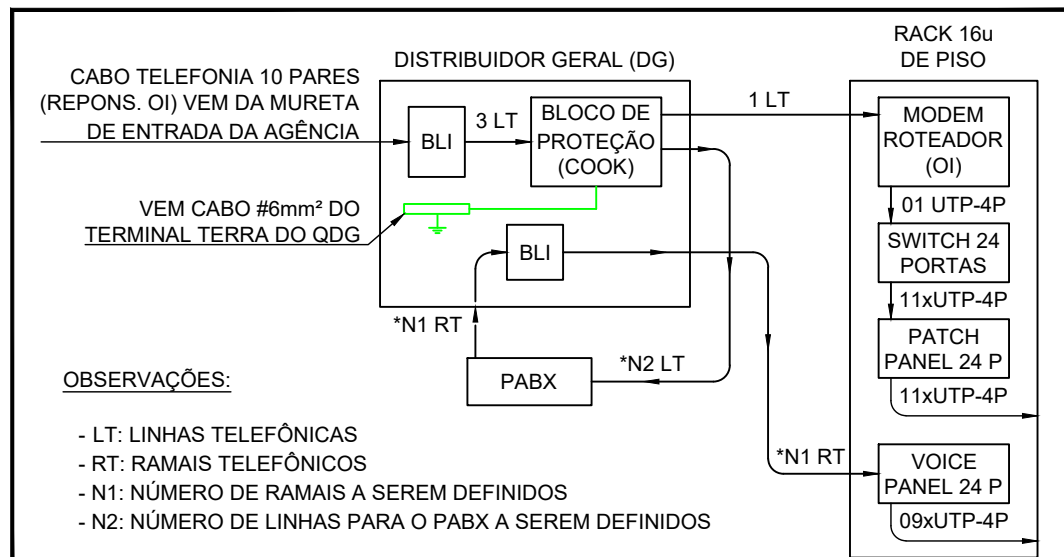 CABO TELEFONIA 10 PARES
(REPONS. OI) VEM DA MURETA
DE ENTRADA DA AGÊNCIA
VEM CABO #6mm² DO
TERMINAL TERRA DO QDG
DISTRIBUIDOR GERAL (DG)
BLI
3 LT
BLOCO DE
PROTEÇÃO
(COOK)
BLI
1 LT
*N1 RT
PABX
*N2 LT
*N1 RT
RACK 16u
DE PISO
MODEM
ROTEADOR
(OI)
01 UTP-4P
SWITCH 24
PORTAS
11xUTP-4P
PATCH
PANEL 24 P
11xUTP-4P
VOICE
PANEL 24 P
09xUTP-4P
OBSERVAÇÕES:
- LT: LINHAS TELEFÔNICAS
- RT: RAMAIS TELEFÔNICOS
- N1: NÚMERO DE RAMAIS A SEREM DEFINIDOS
- N2: NÚMERO DE LINHAS PARA O PABX A SEREM DEFINIDOS